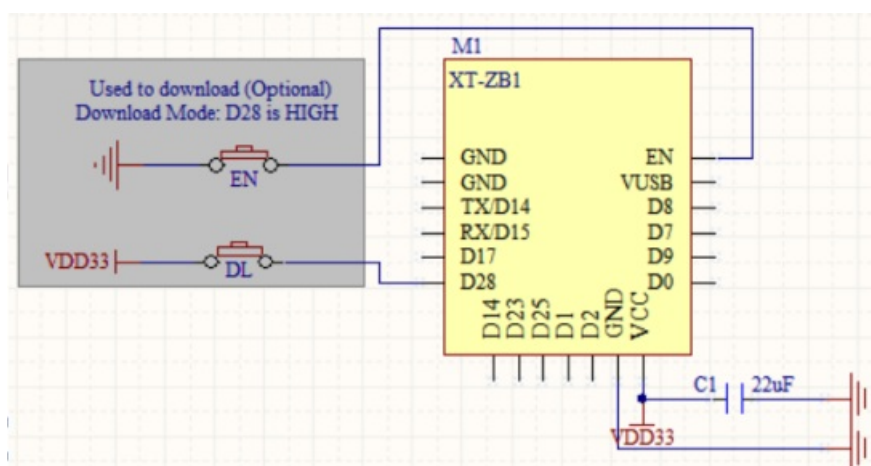 M1
XT-ZB1
Used to download (Optional)
Download Mode: D28 is HIGH
EN
VDD33
DL
GND
GND
TX/D14
RX/D15
D17
D28
EN
VUSB
D8
D7
D9
D0
D14
D23
D25
D1
D2
GND
VCC
C1
22uF
VDD33